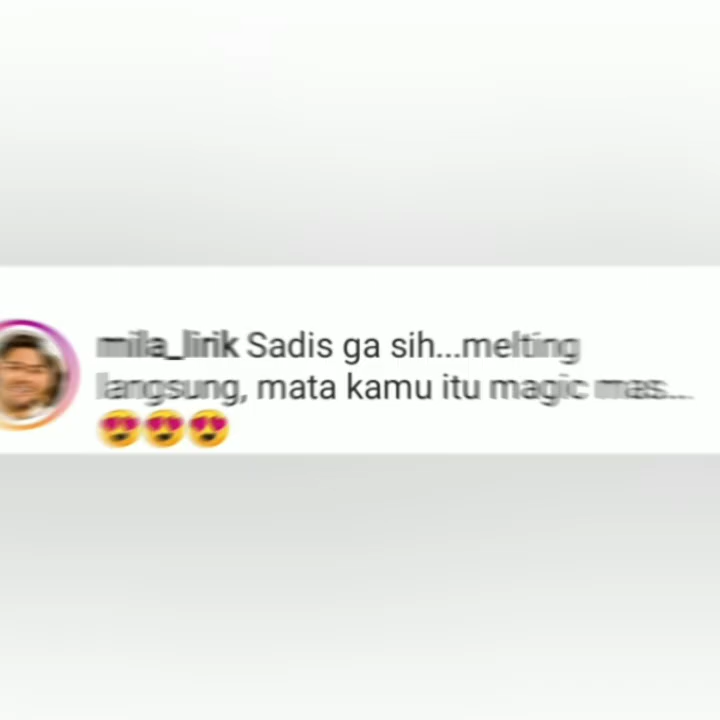 mila_lirik Sadis ga sih...melting
langsung, mata kamu itu magic mas...
😍😍😍